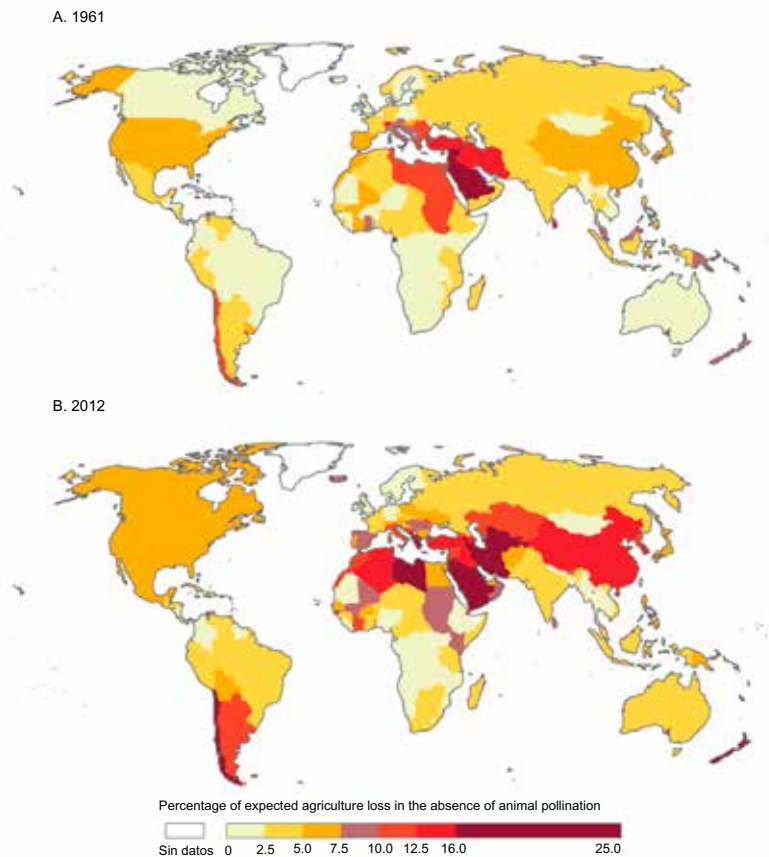 A. 1961
B. 2012
Percentage of expected agriculture loss in the absence of animal pollination
Sin datos 0 2.5 5.0 7.5 10.0 12.5 16.0 25.0